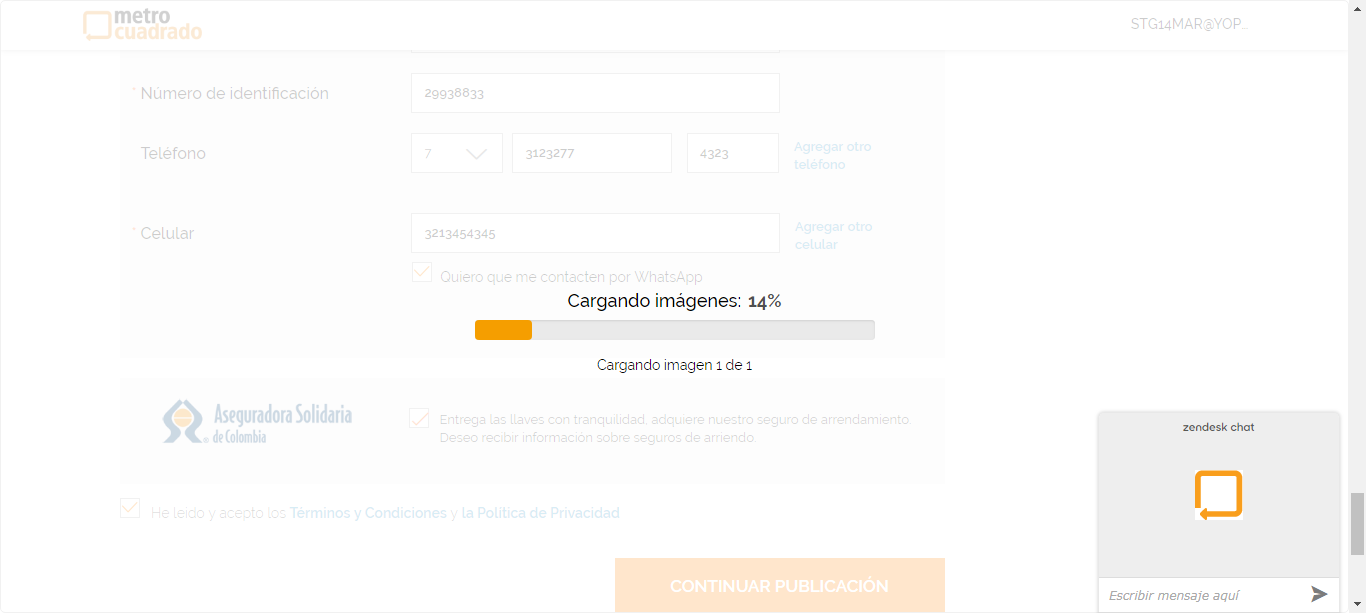 metro
cuadrado
STG14MAR@YOP...
* Número de identificación
29938833
Teléfono
7
3123277
4323
Agregar otro
teléfono
* Celular
3213454345
Agregar otro
celular
Quiero que me contacten por WhatsApp
Cargando imágenes: 14%
Cargando imagen 1 de 1
Aseguradora Solidaria
de Colombia
Entrega las llaves con tranquilidad, adquiere nuestro seguro de arrendamiento.
Deseo recibir información sobre seguros de arriendo.
He leído y acepto los Términos y Condiciones y la Política de Privacidad
CONTINUAR PUBLICACIÓN
zendesk chat
Escribir mensaje aquí